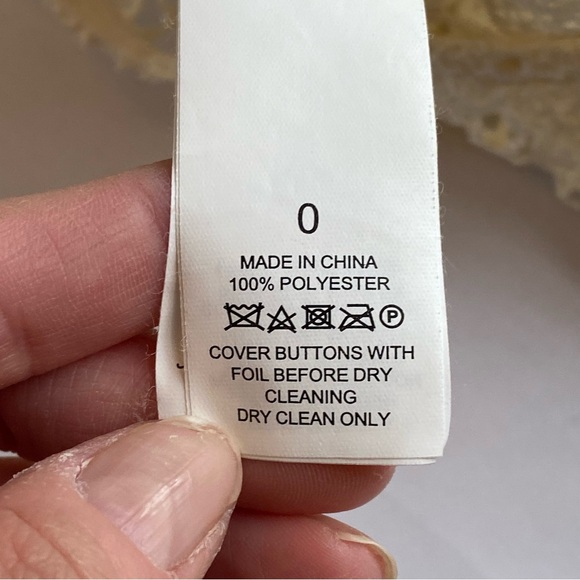 0
MADE IN CHINA
100% POLYESTER
P
COVER BUTTONS WITH
FOIL BEFORE DRY
CLEANING
DRY CLEAN ONLY